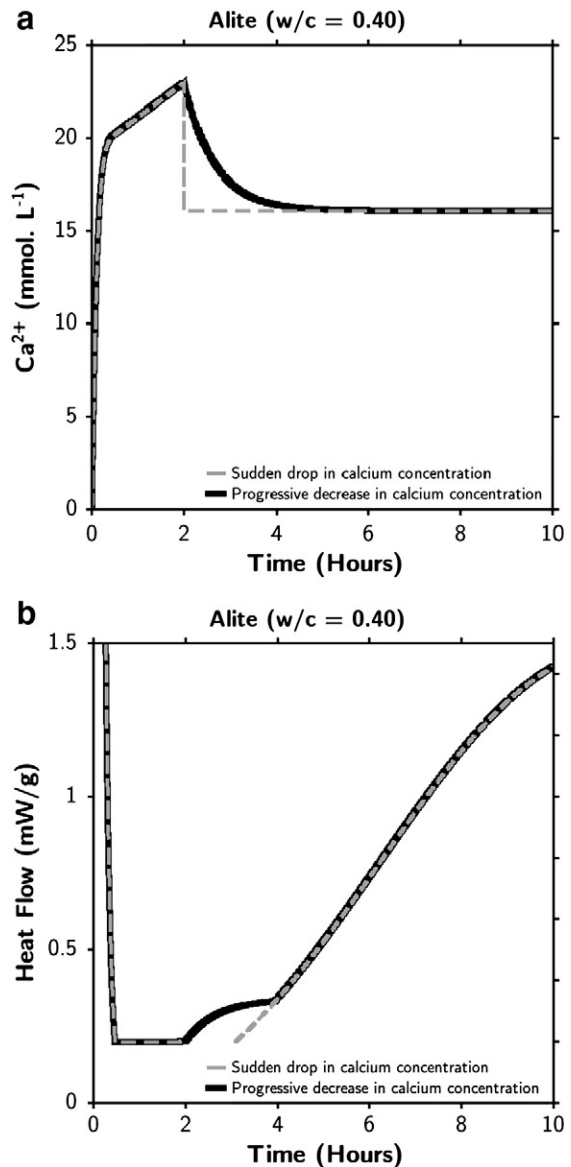 a
Alite (w/c = 0.40)
25
20
15
10
5
0
Ca2+ (mmol. L-1)
Sudden drop in calcium concentration
Progressive decrease in calcium concentration
0 2 4 6 8 10
Time (Hours)
b
Alite (w/c = 0.40)
1.5
1
0.5
0
Heat Flow (mW/g)
Sudden drop in calcium concentration
Progressive decrease in calcium concentration
0 2 4 6 8 10
Time (Hours)